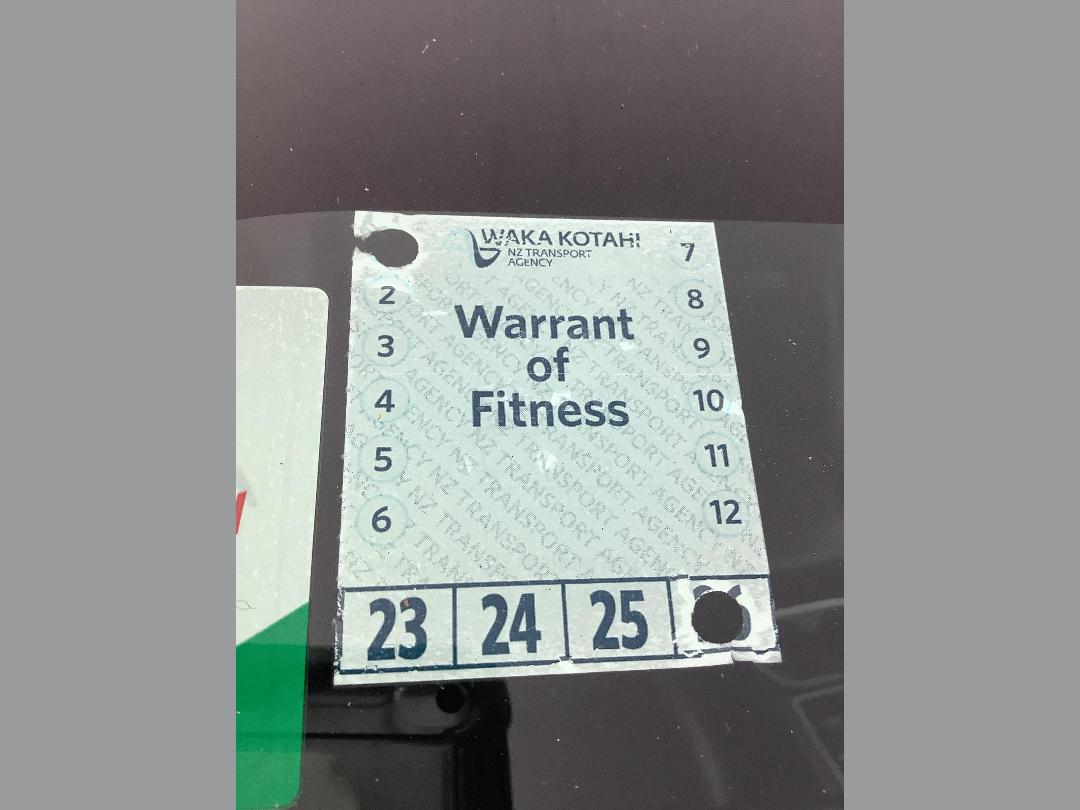 WAKA KOTAHI
NZ TRANSPORT
AGENCY
Warrant
of
Fitness
2
3
4
5
6
7
8
9
10
11
12
23 24 25